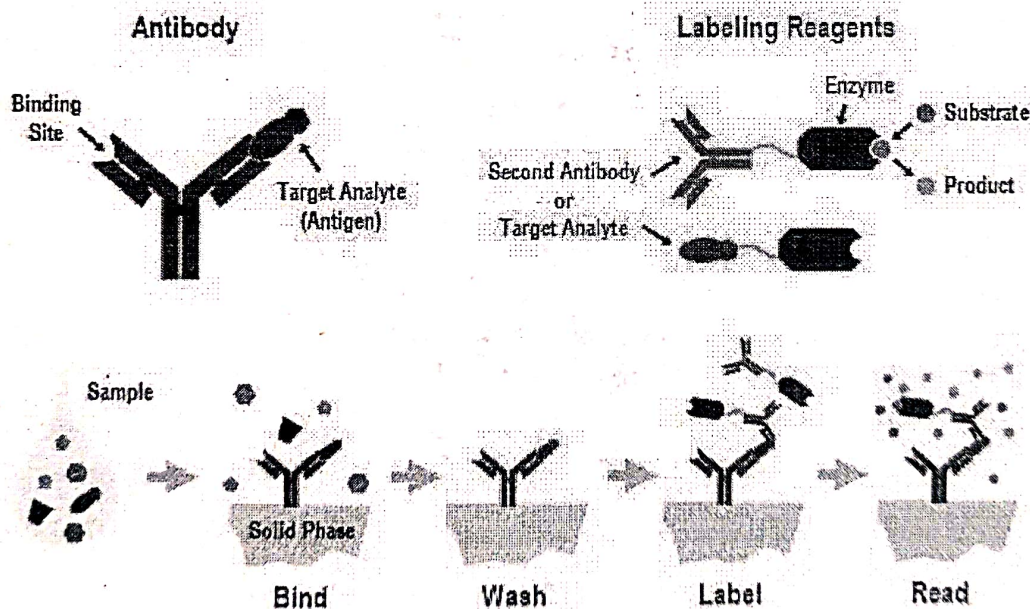 Antibody
Labeling Reagents
Binding
Site
Target Analyte
(Antigen)
Enzyme
Substrate
Product
Second Antibody
or
Target Analyte
Sample
Solid Phase
Bind
Wash
Label
Read